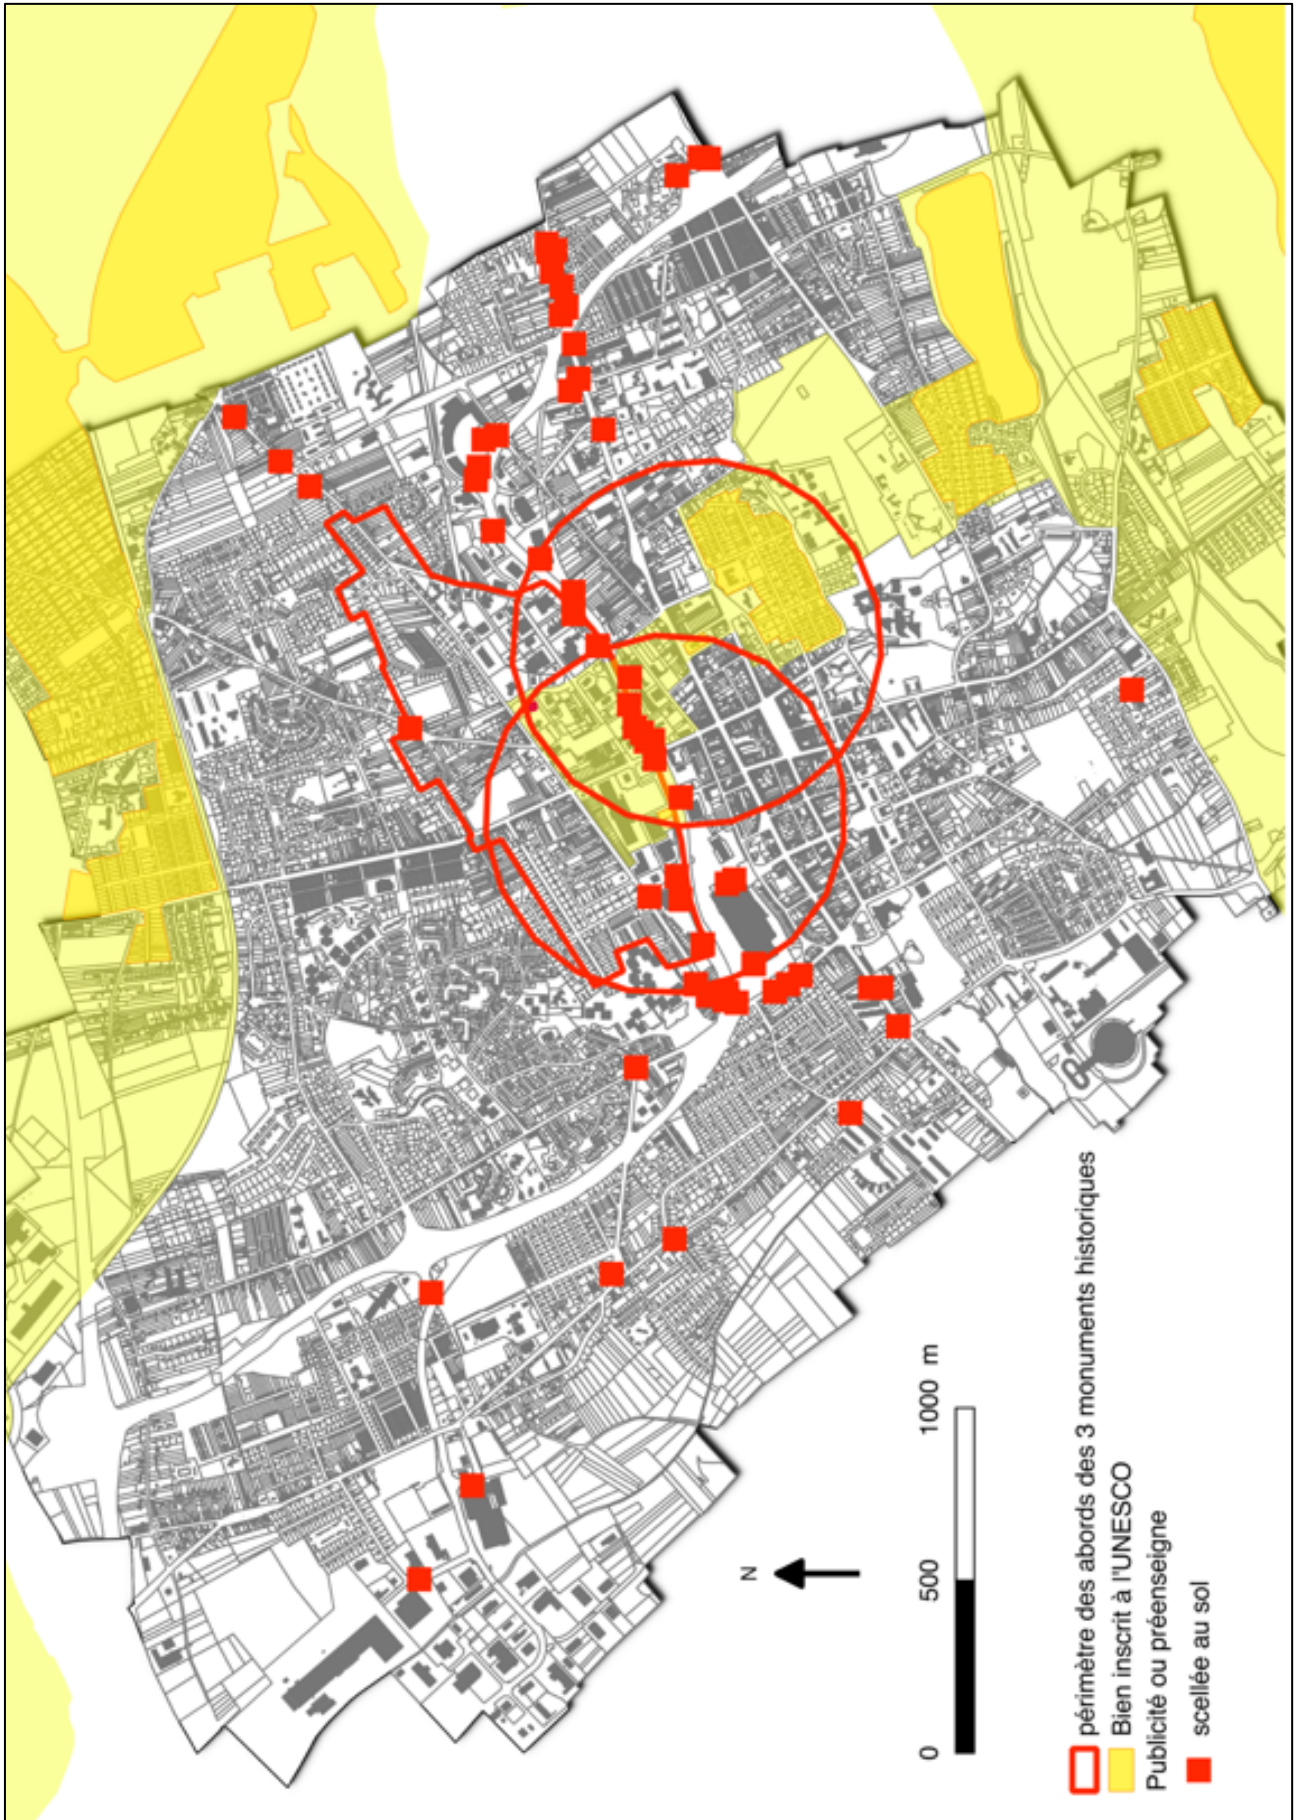 N
0 500 1000 m
périmètre des abords des 3 monuments historiques
Bien inscrit à l'UNESCO
Publicité ou préenseigne
scellée au sol